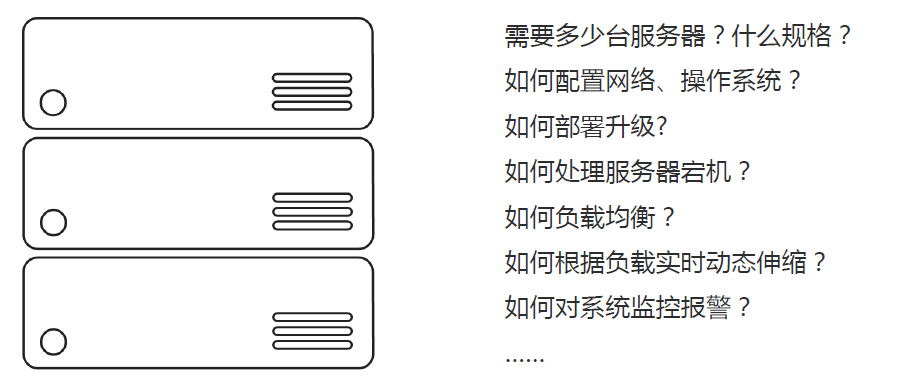 需要多少台服务器？什么规格？
如何配置网络、操作系统？
如何部署升级?
如何处理服务器宕机？
如何负载均衡？
如何根据负载实时动态伸缩？
如何对系统监控报警？
……